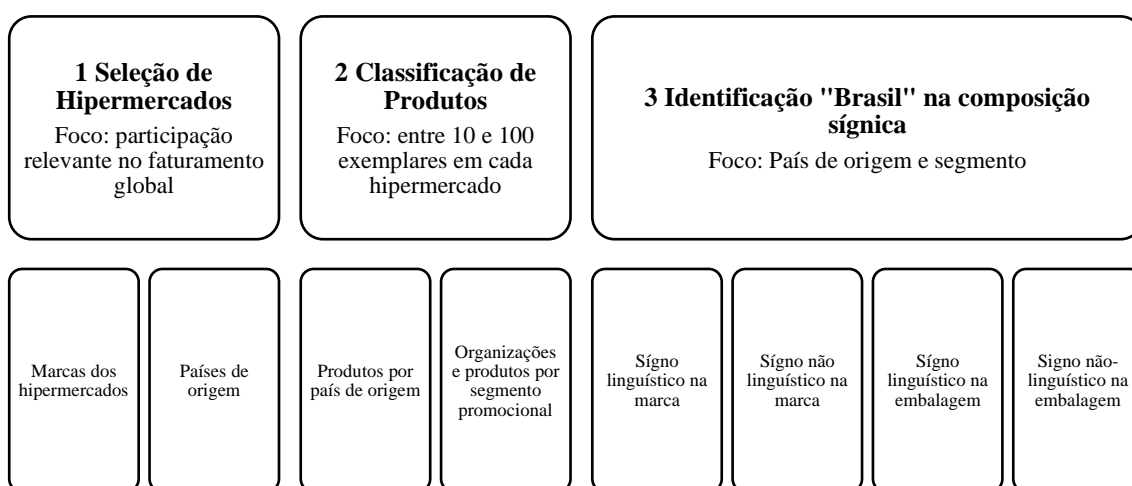 1 Seleção de
Hipermercados
Foco: participação
relevante no faturamento
global
2 Classificação de
Produtos
Foco: entre 10 e 100
exemplares em cada
hipermercado
3 Identificação "Brasil" na composição
sígnica
Foco: País de origem e segmento
Marcas dos
hipermercados
Países de
origem
Produtos por
país de origem
Organizações
e produtos por
segmento
promocional
Sígno
linguístico na
marca
Sígno não
linguístico na
marca
Sígno
linguístico na
embalagem
Signo não-
linguístico na
embalagem